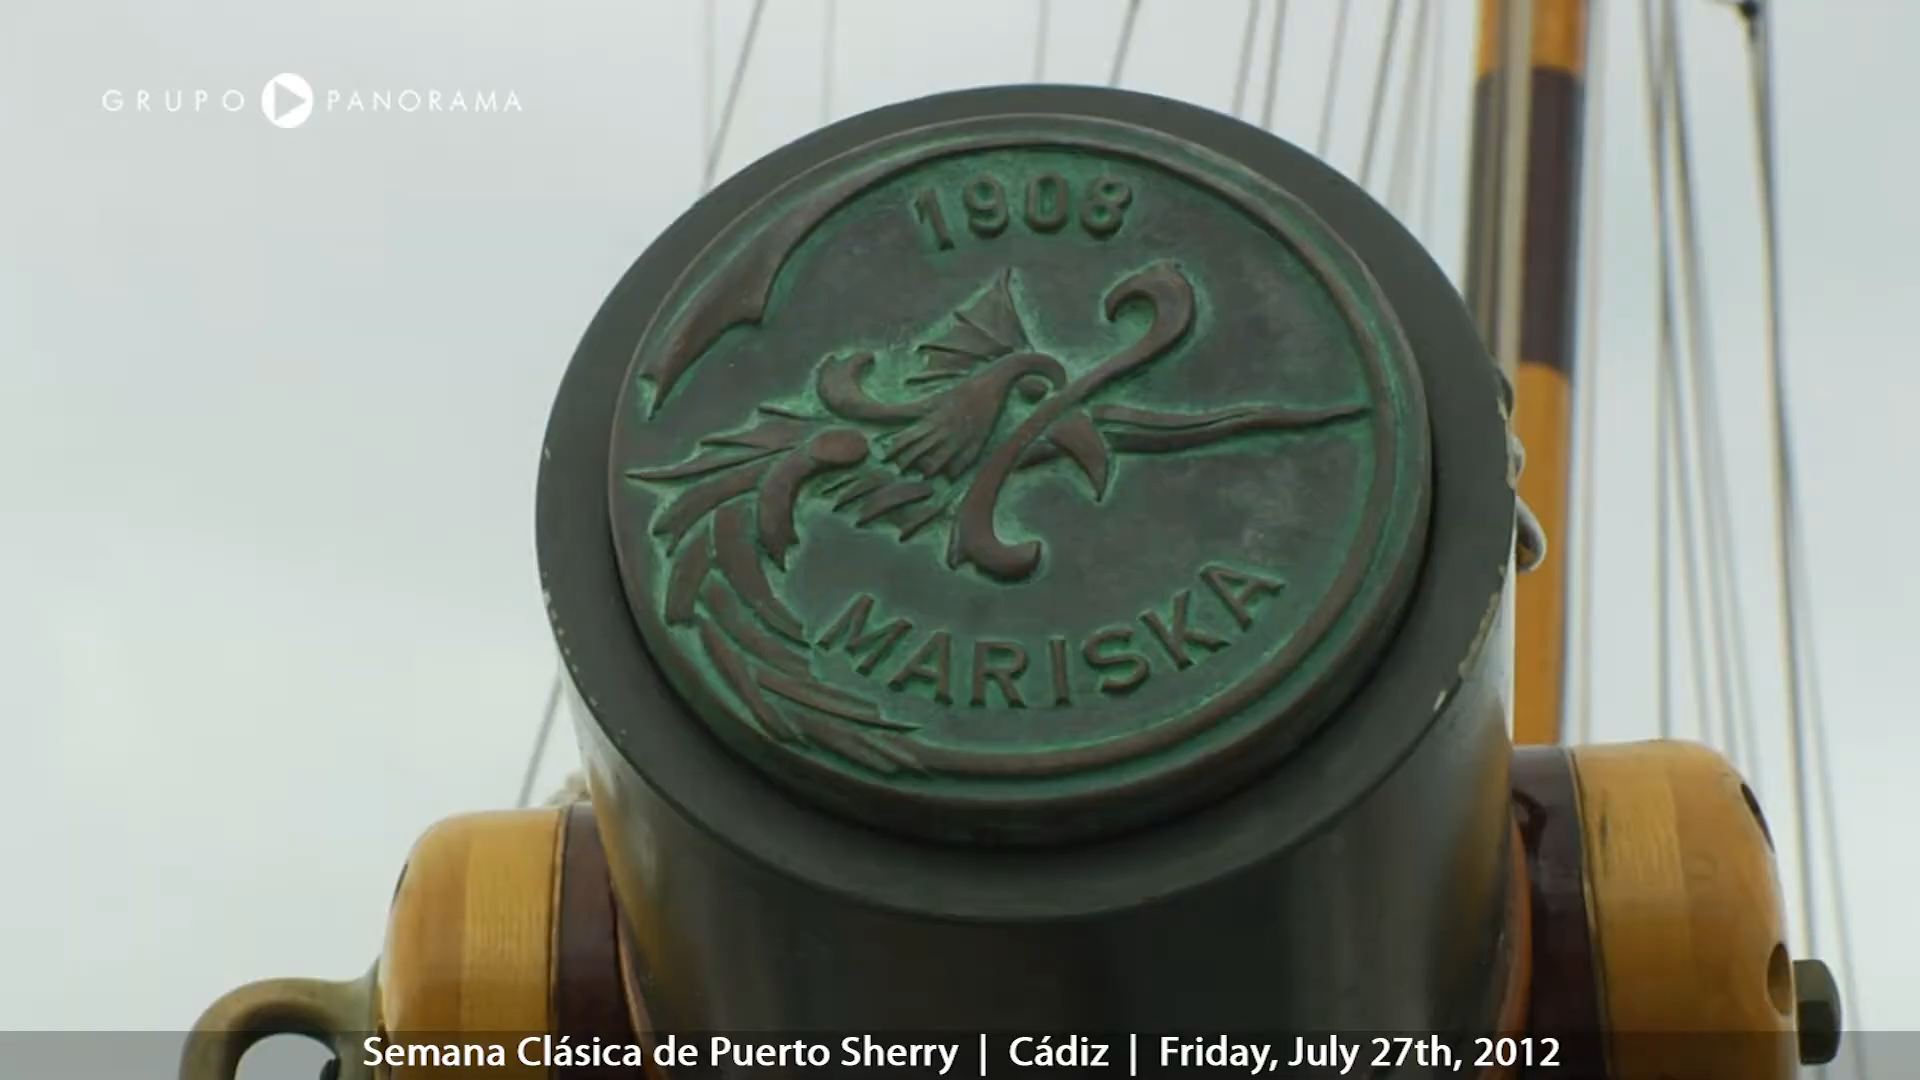 GRUPO PANORAMA
1908
MARISKA
Semana Clásica de Puerto Sherry | Cádiz | Friday, July 27th, 2012